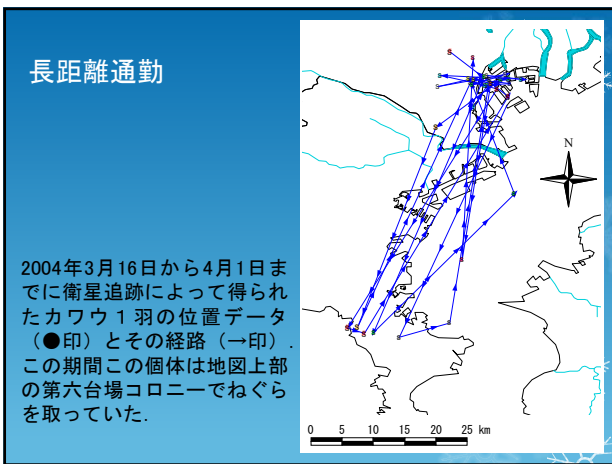 長距離通勤
N
2004年3月16日から4月1日ま
でに衛星追跡によって得られ
たカワウ１羽の位置データ
（●印）とその経路（→印）.
この期間この個体は地図上部
の第六台場コロニーでねぐら
を取っていた.
0 5 10 15 20 25 km